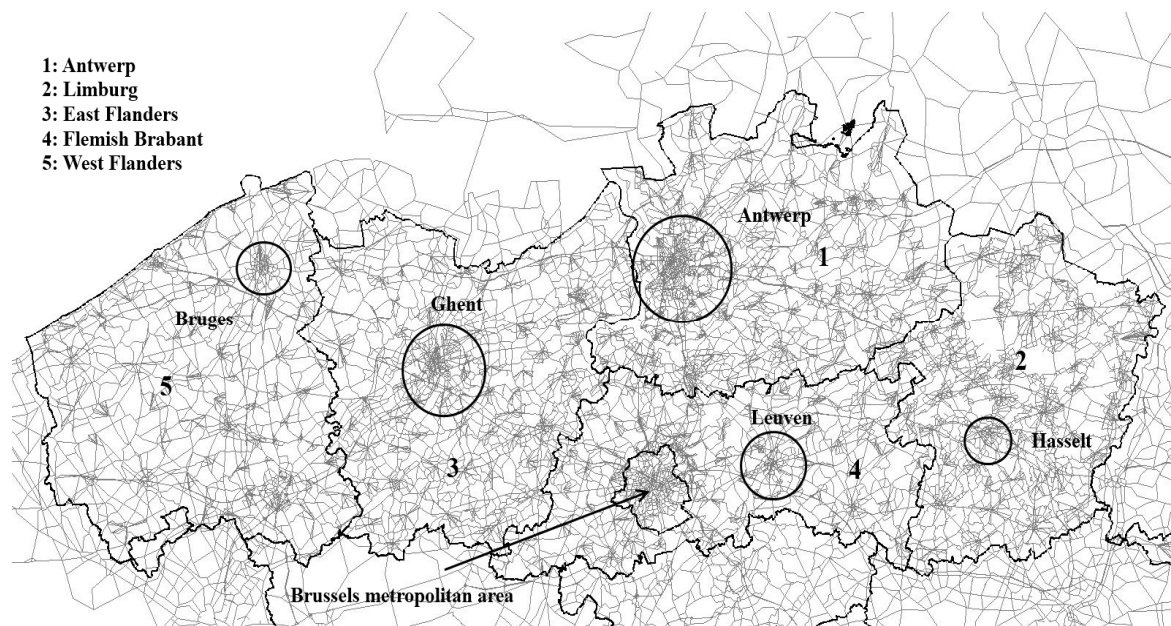 1: Antwerp
2: Limburg
3: East Flanders
4: Flemish Brabant
5: West Flanders
Antwerp
1
Ghent
Bruges
2
5
Leuven
Hasselt
3
4
Brussels metropolitan area